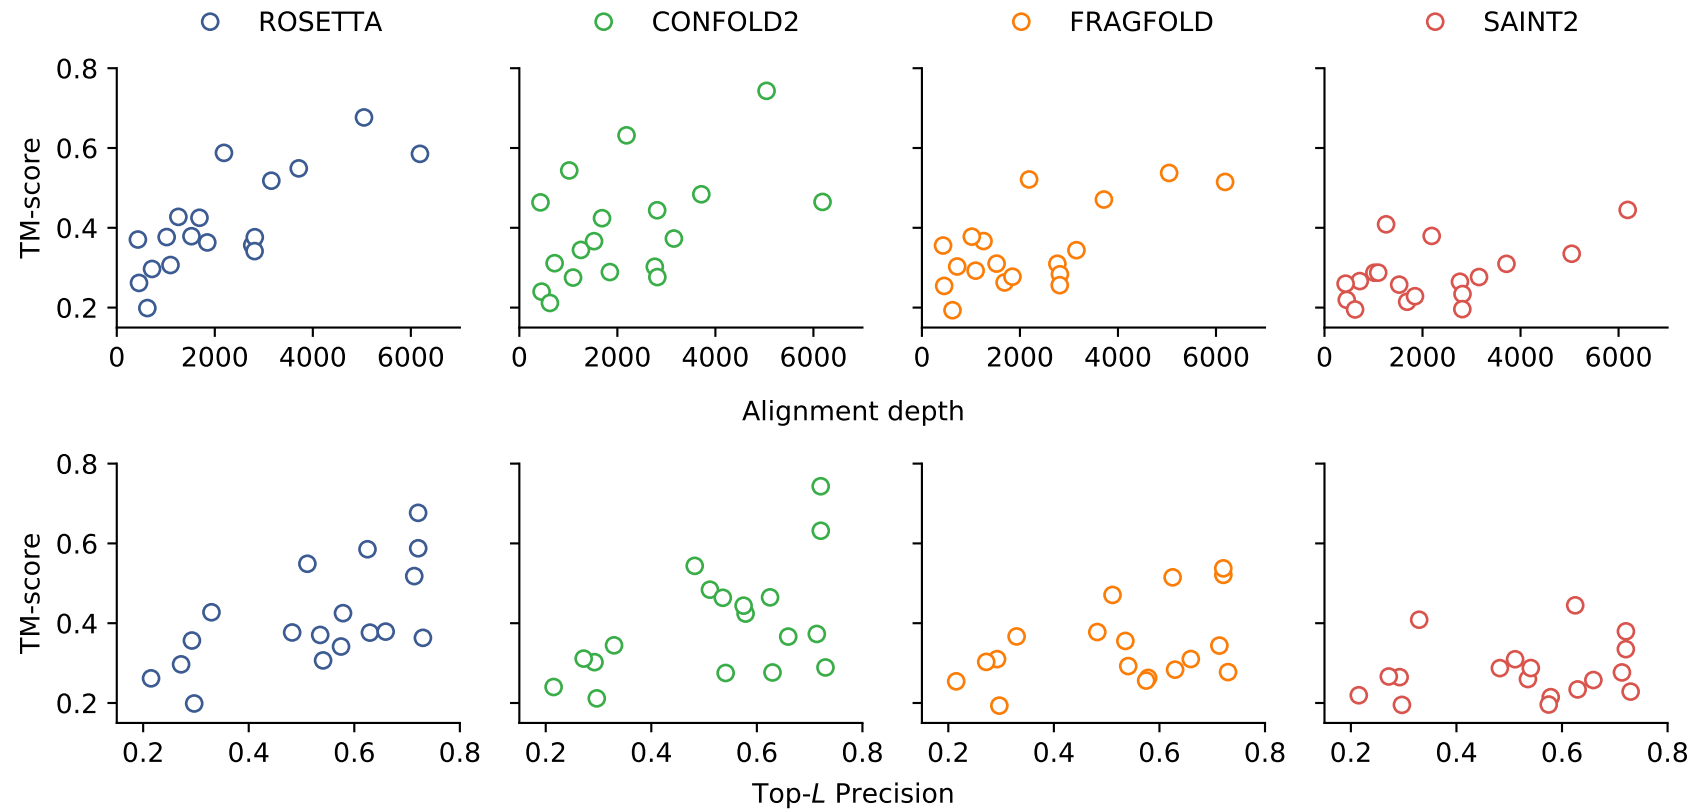 ROSETTA CONFOLD2 FRAGFOLD SAINT2
TM-score
0.8
0.6
0.4
0.2
0 2000 4000 6000 0 2000 4000 6000 0 2000 4000 6000 0 2000 4000 6000
Alignment depth
TM-score
0.8
0.6
0.4
0.2
0.2 0.4 0.6 0.8 0.2 0.4 0.6 0.8 0.2 0.4 0.6 0.8 0.2 0.4 0.6 0.8
Top-L Precision